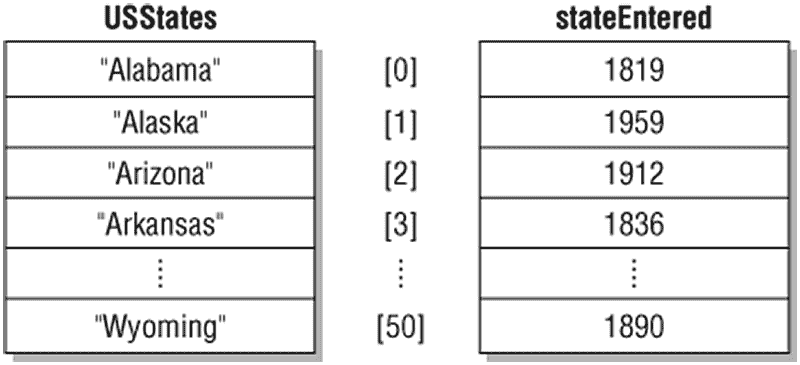 USStates stateEntered
"Alabama" [0] 1819
"Alaska" [1] 1959
"Arizona" [2] 1912
"Arkansas" [3] 1836
⋮ ⋮ ⋮
"Wyoming" [50] 1890